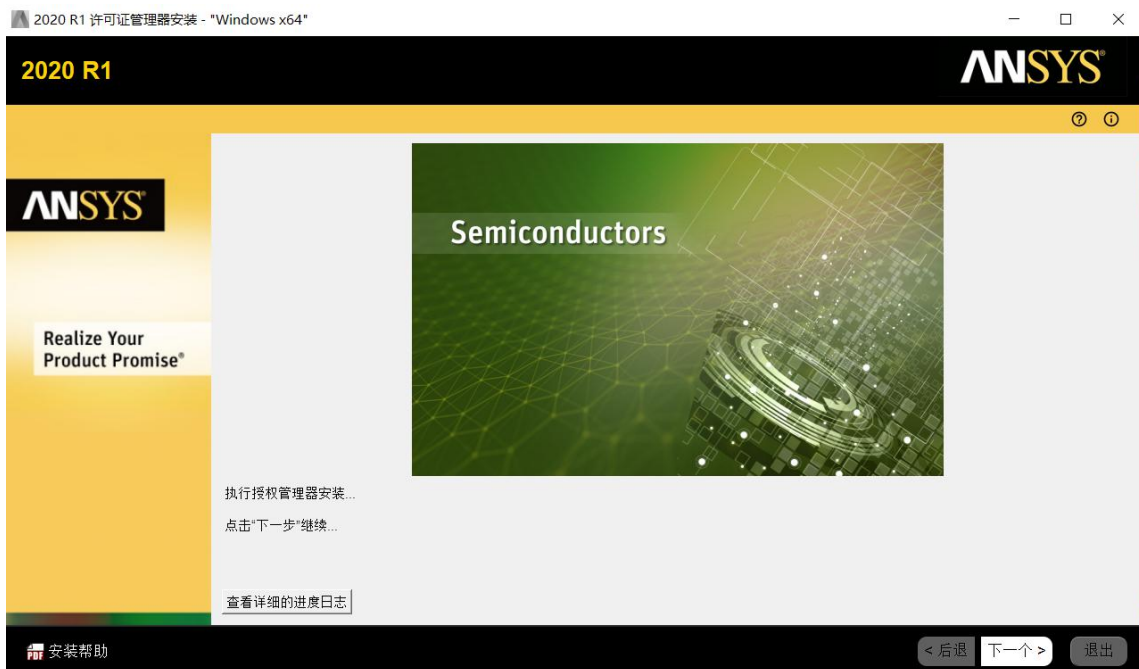 2020 R1 许可证管理器安装 - "Windows x64"
2020 R1
ANSYS®
ANSYS®
Semiconductors
Realize Your
Product Promise®
执行授权管理器安装...
点击"下一步"继续...
查看详细的进度日志
PDF 安装帮助
< 后退 下一个 > 退出